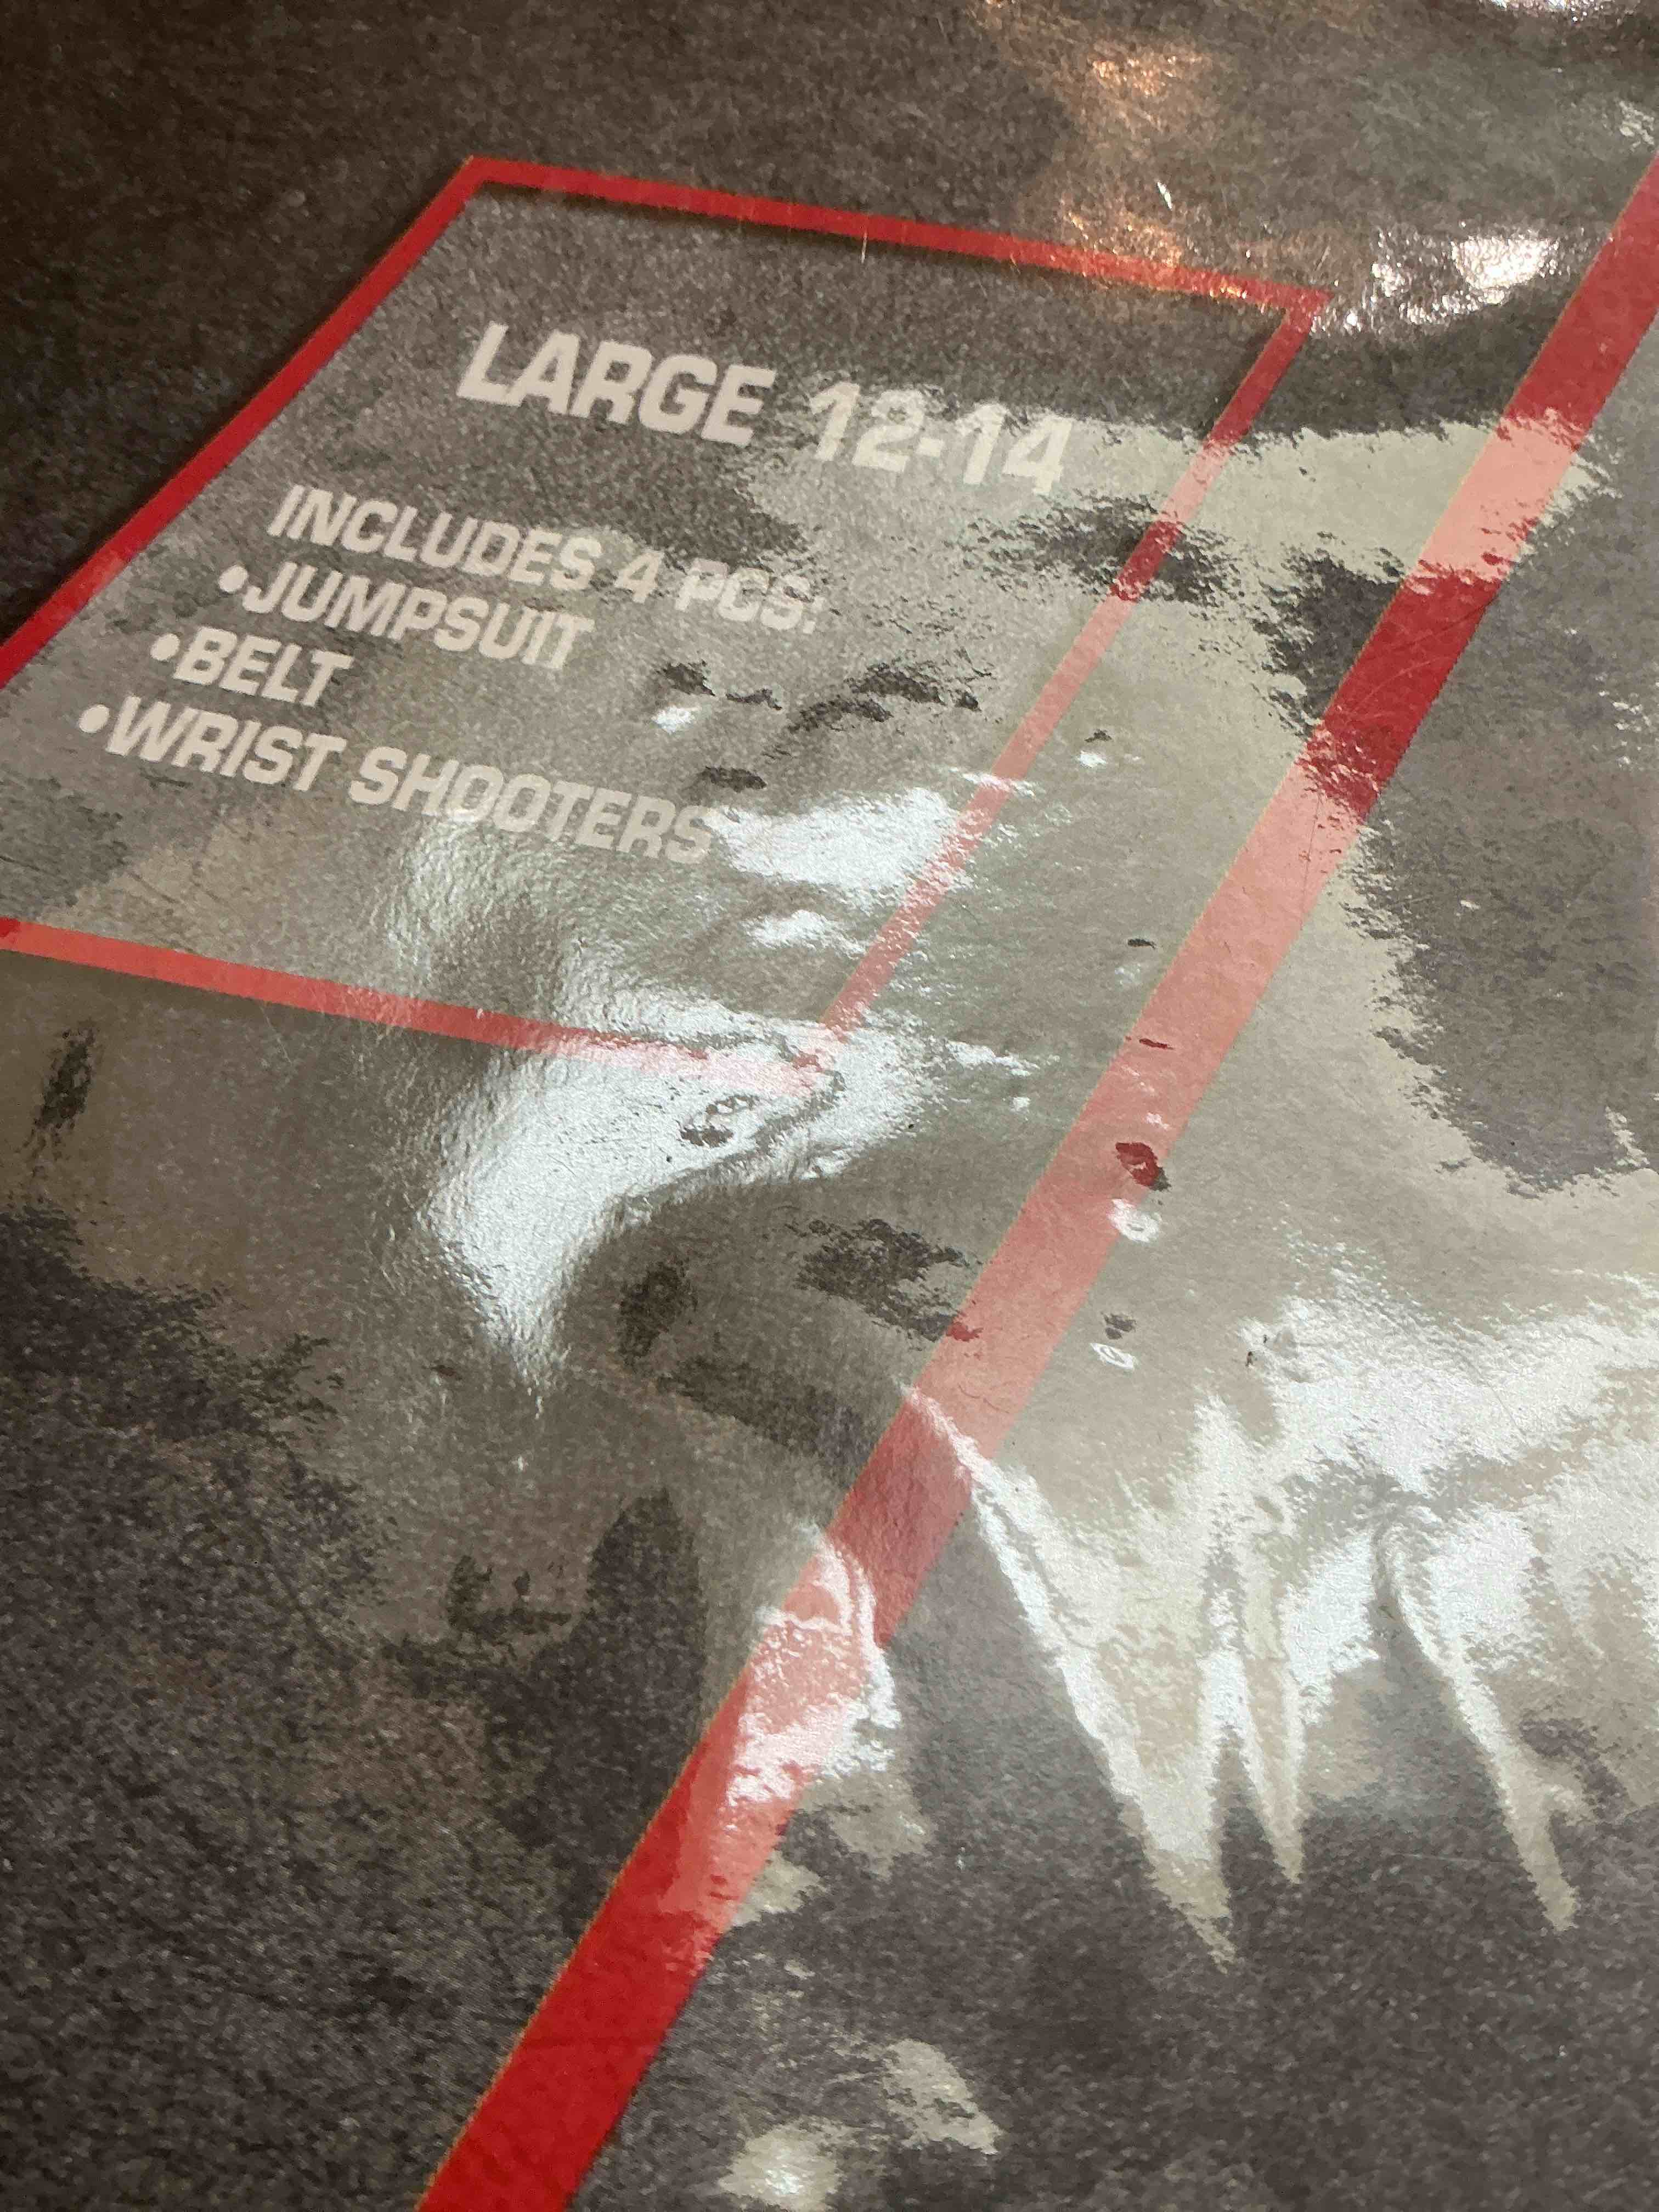 LARGE 12-14
INCLUDES 4 PCS:
•JUMPSUIT
•BELT
•WRIST SHOOTERS